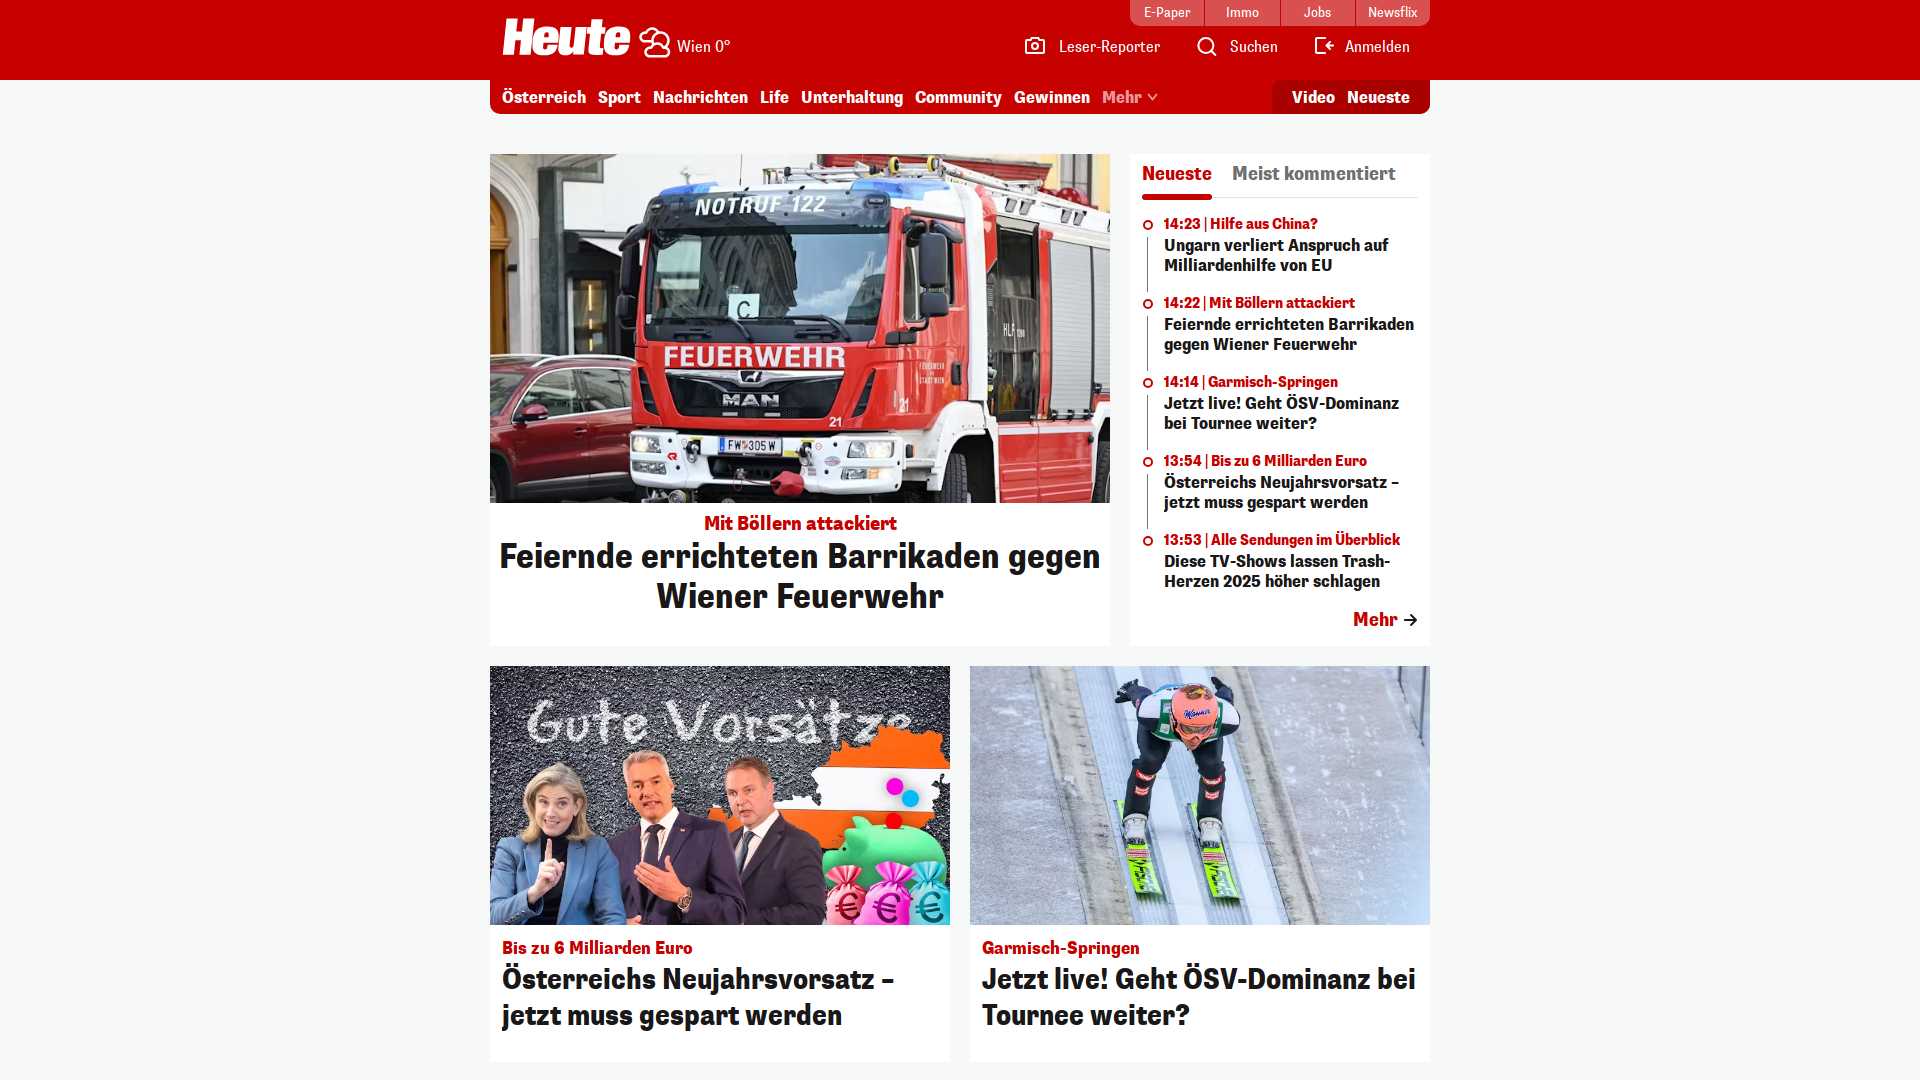 E-Paper
Immo
Jobs
Newsflix
Heute
Wien 0°
Leser-Reporter
Suchen
Anmelden
Österreich Sport Nachrichten Life Unterhaltung Community Gewinnen Mehr
Video Neueste
NOTRUF 122
C
HLF
FEUERWEHR
MAN
21
21
FW 305 W
Mit Böllern attackiert
Feiernde errichteten Barrikaden gegen
Wiener Feuerwehr
Neueste Meist kommentiert
14:23 | Hilfe aus China?
Ungarn verliert Anspruch auf
Milliardenhilfe von EU
14:22 | Mit Böllern attackiert
Feiernde errichteten Barrikaden
gegen Wiener Feuerwehr
14:14 | Garmisch-Springen
Jetzt live! Geht ÖSV-Dominanz
bei Tournee weiter?
13:54 | Bis zu 6 Milliarden Euro
Österreichs Neujahrsvorsatz –
jetzt muss gespart werden
13:53 | Alle Sendungen im Überblick
Diese TV-Shows lassen Trash-
Herzen 2025 höher schlagen
Mehr
Gute Vorsätze
€ € €
Bis zu 6 Milliarden Euro
Österreichs Neujahrsvorsatz –
jetzt muss gespart werden
Manner
Garmisch-Springen
Jetzt live! Geht ÖSV-Dominanz bei
Tournee weiter?